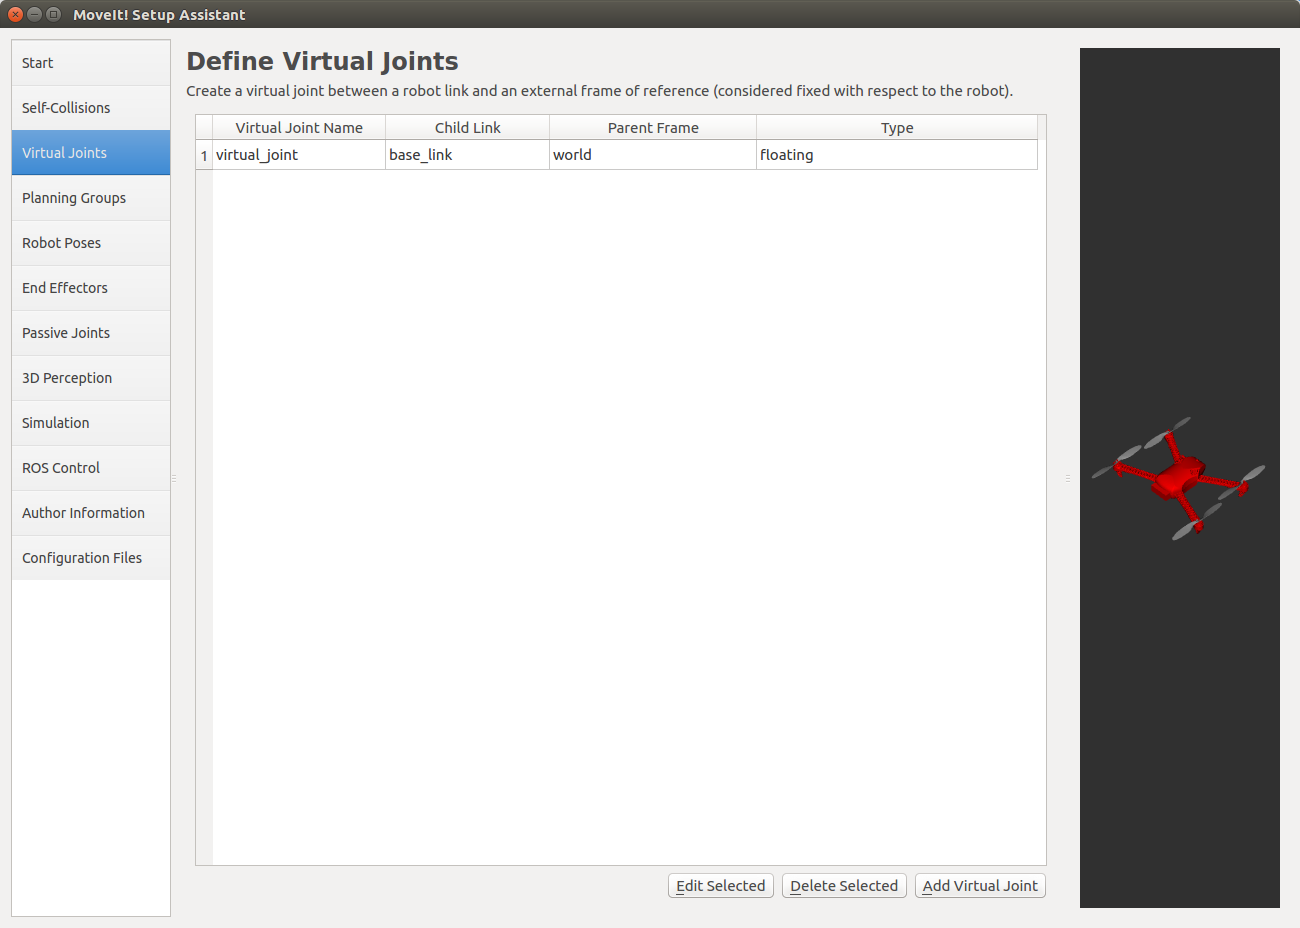 MoveIt! Setup Assistant
Start
Self-Collisions
Virtual Joints
Planning Groups
Robot Poses
End Effectors
Passive Joints
3D Perception
Simulation
ROS Control
Author Information
Configuration Files
Define Virtual Joints
Create a virtual joint between a robot link and an external frame of reference (considered fixed with respect to the robot).
Virtual Joint Name Child Link Parent Frame Type
1 virtual_joint base_link world floating
Edit Selected Delete Selected Add Virtual Joint